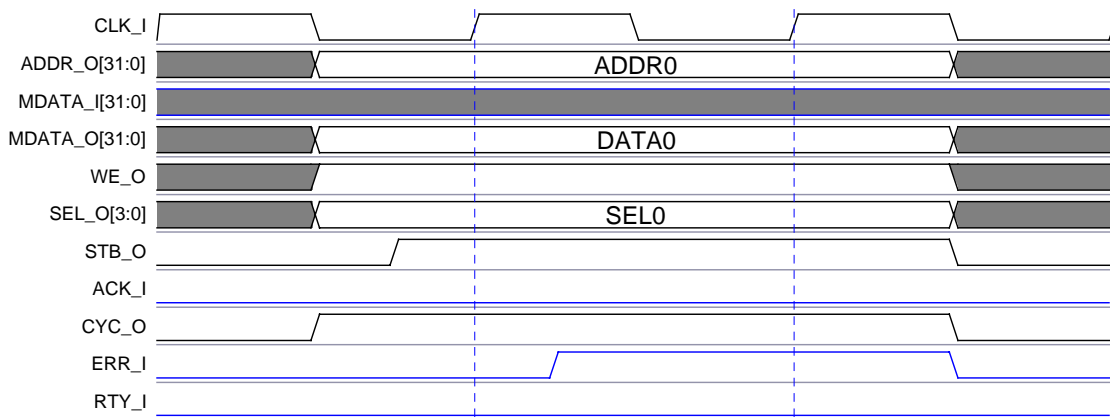 CLK_I
ADDR_O[31:0]
ADDR0
MDATA_I[31:0]
MDATA_O[31:0]
DATA0
WE_O
SEL_O[3:0]
SEL0
STB_O
ACK_I
CYC_O
ERR_I
RTY_I